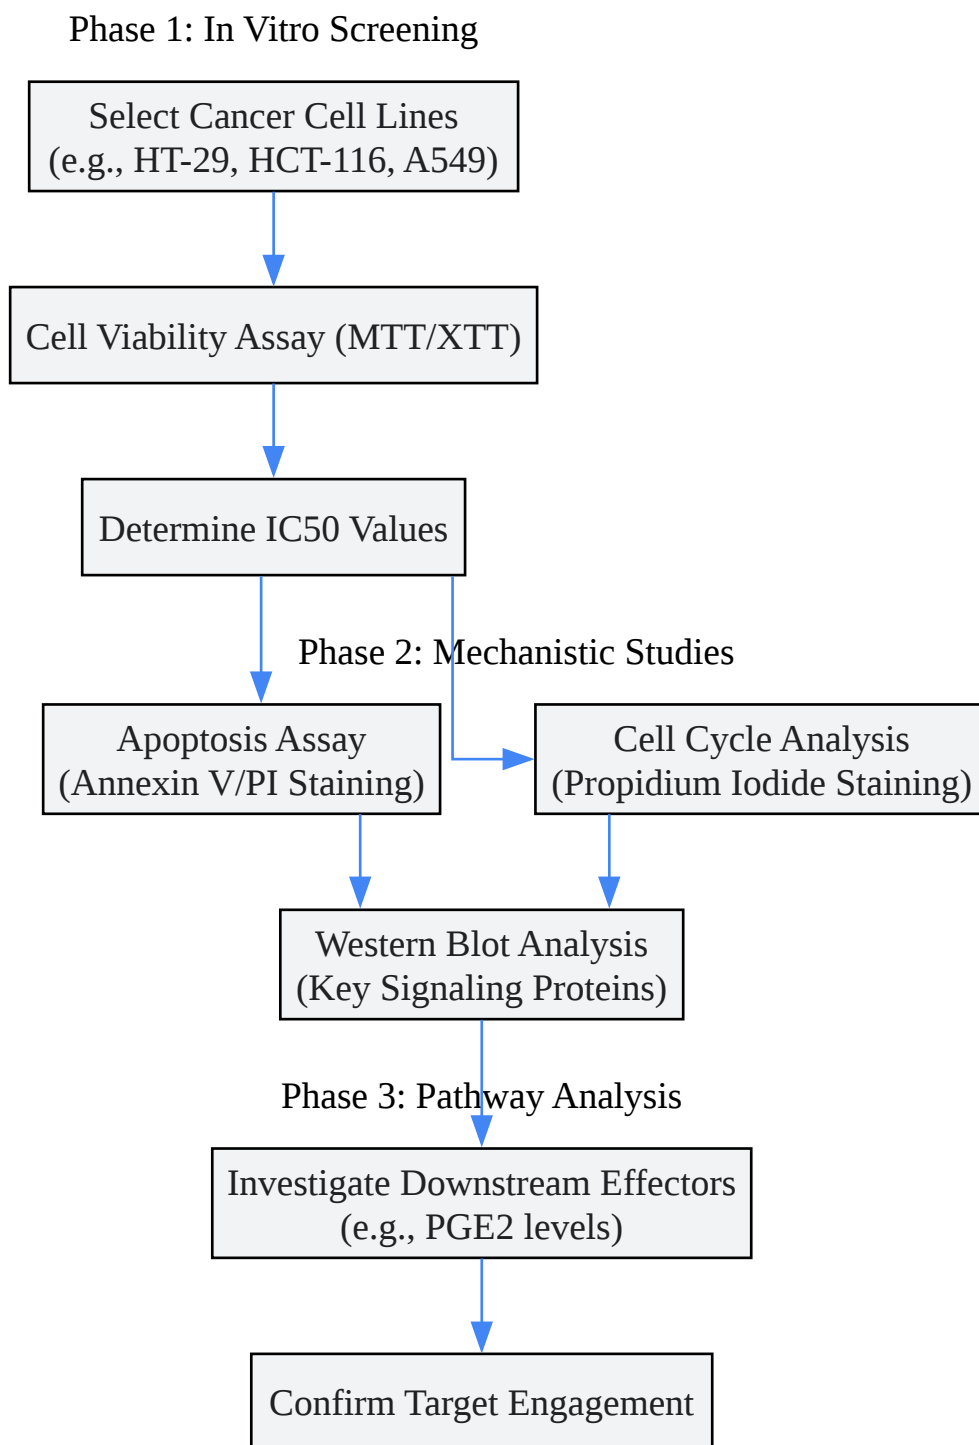 Phase 1: In Vitro Screening
Select Cancer Cell Lines
(e.g., HT-29, HCT-116, A549)
Cell Viability Assay (MTT/XTT)
Determine IC50 Values
Phase 2: Mechanistic Studies
Apoptosis Assay
(Annexin V/PI Staining)
Cell Cycle Analysis
(Propidium Iodide Staining)
Western Blot Analysis
(Key Signaling Proteins)
Phase 3: Pathway Analysis
Investigate Downstream Effectors
(e.g., PGE2 levels)
Confirm Target Engagement